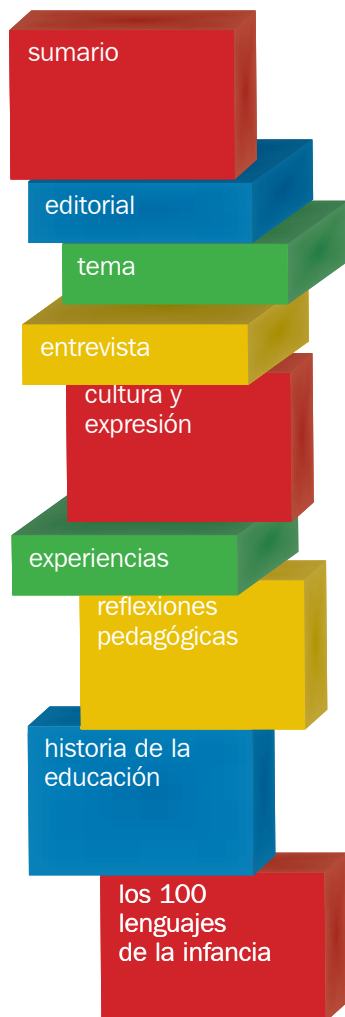 sumario
editorial
tema
entrevista
cultura y
expresión
experiencias
reflexiones
pedagógicas
historia de la
educación
los 100
lenguajes
de la infancia